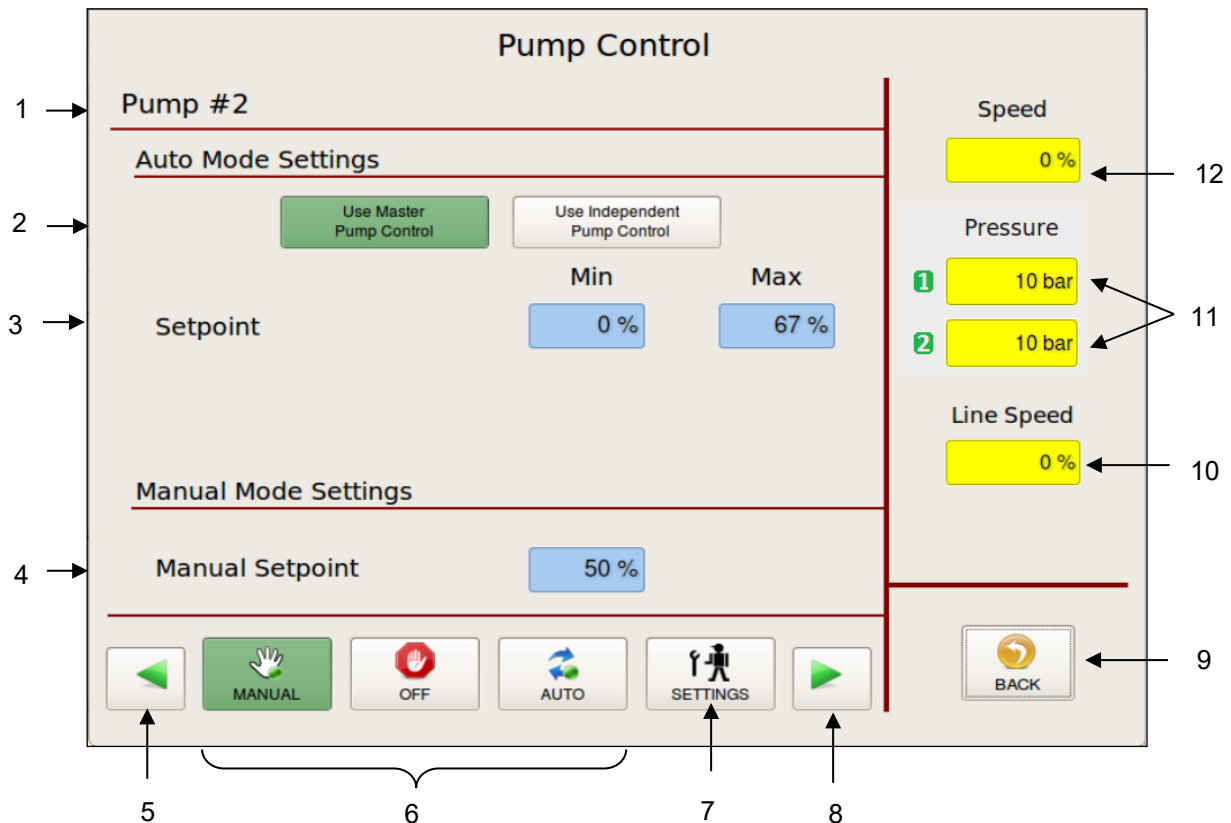 Pump Control
1
Pump #2
Auto Mode Settings
2
Use Master
Pump Control
Use Independent
Pump Control
Min
Max
3
Setpoint
0 %
67 %
Manual Mode Settings
4
Manual Setpoint
50 %
MANUAL
OFF
AUTO
SETTINGS
5
6
7
8
Speed
0 %
12
Pressure
1
10 bar
11
2
10 bar
Line Speed
0 %
10
BACK
9